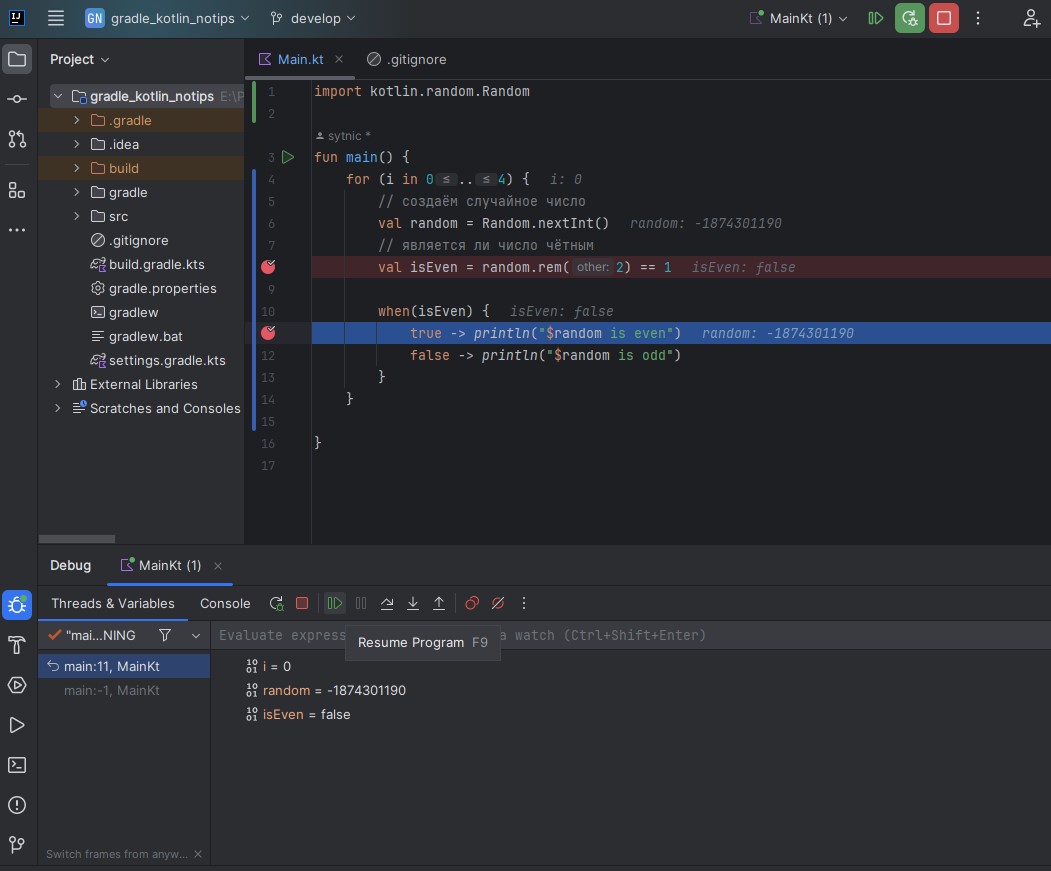 GN gradle_kotlin_notips develop MainKt (1)
Project
Main.kt .gitignore
gradle_kotlin_notips E:\P
.gradle
.idea
build
gradle
src
.gitignore
build.gradle.kts
gradle.properties
gradlew
gradlew.bat
settings.gradle.kts
External Libraries
Scratches and Consoles
1 import kotlin.random.Random
2
sytnic *
3 fun main() {
4 for (i in 0 ≤ .. ≤ 4) { i: 0
5 // создаём случайное число
6 val random = Random.nextInt() random: -1874301190
7 // является ли число чётным
val isEven = random.rem( other: 2) == 1 isEven: false
9
10 when(isEven) { isEven: false
true -> println("$random is even") random: -1874301190
12 false -> println("$random is odd")
13 }
14 }
15
16 }
17
Debug MainKt (1)
Threads & Variables Console
"mai...NING Evaluate express a watch (Ctrl+Shift+Enter)
Resume Program F9
main:11, MainKt
main:-1, MainKt
i = 0
random = -1874301190
isEven = false
Switch frames from anyw...